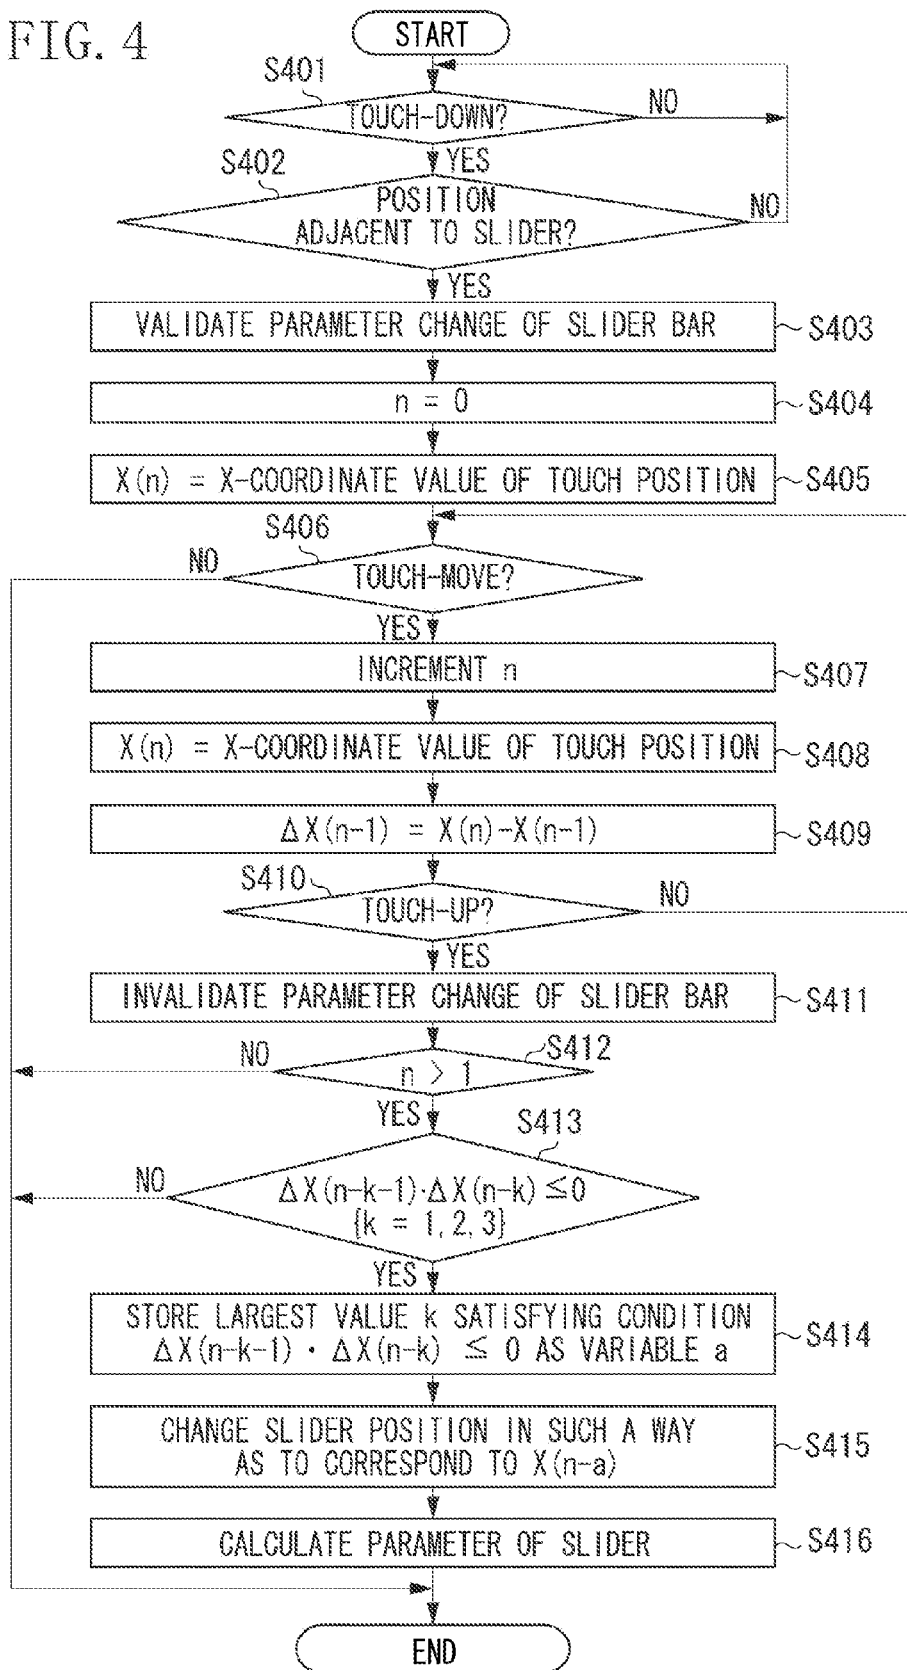 FIG. 4
START
S401
TOUCH-DOWN?
NO
YES
S402
POSITION
ADJACENT TO SLIDER?
NO
YES
VALIDATE PARAMETER CHANGE OF SLIDER BAR
S403
n = 0
S404
X(n) = X-COORDINATE VALUE OF TOUCH POSITION
S405
S406
NO
TOUCH-MOVE?
YES
INCREMENT n
S407
X(n) = X-COORDINATE VALUE OF TOUCH POSITION
S408
ΔX(n-1) = X(n)-X(n-1)
S409
S410
TOUCH-UP?
NO
YES
INVALIDATE PARAMETER CHANGE OF SLIDER BAR
S411
NO
S412
n > 1
YES
S413
NO
ΔX(n-k-1)·ΔX(n-k)≦0
{k = 1, 2, 3}
YES
STORE LARGEST VALUE k SATISFYING CONDITION
ΔX(n-k-1) · ΔX(n-k) ≦ 0 AS VARIABLE a
S414
CHANGE SLIDER POSITION IN SUCH A WAY
AS TO CORRESPOND TO X(n-a)
S415
CALCULATE PARAMETER OF SLIDER
S416
END